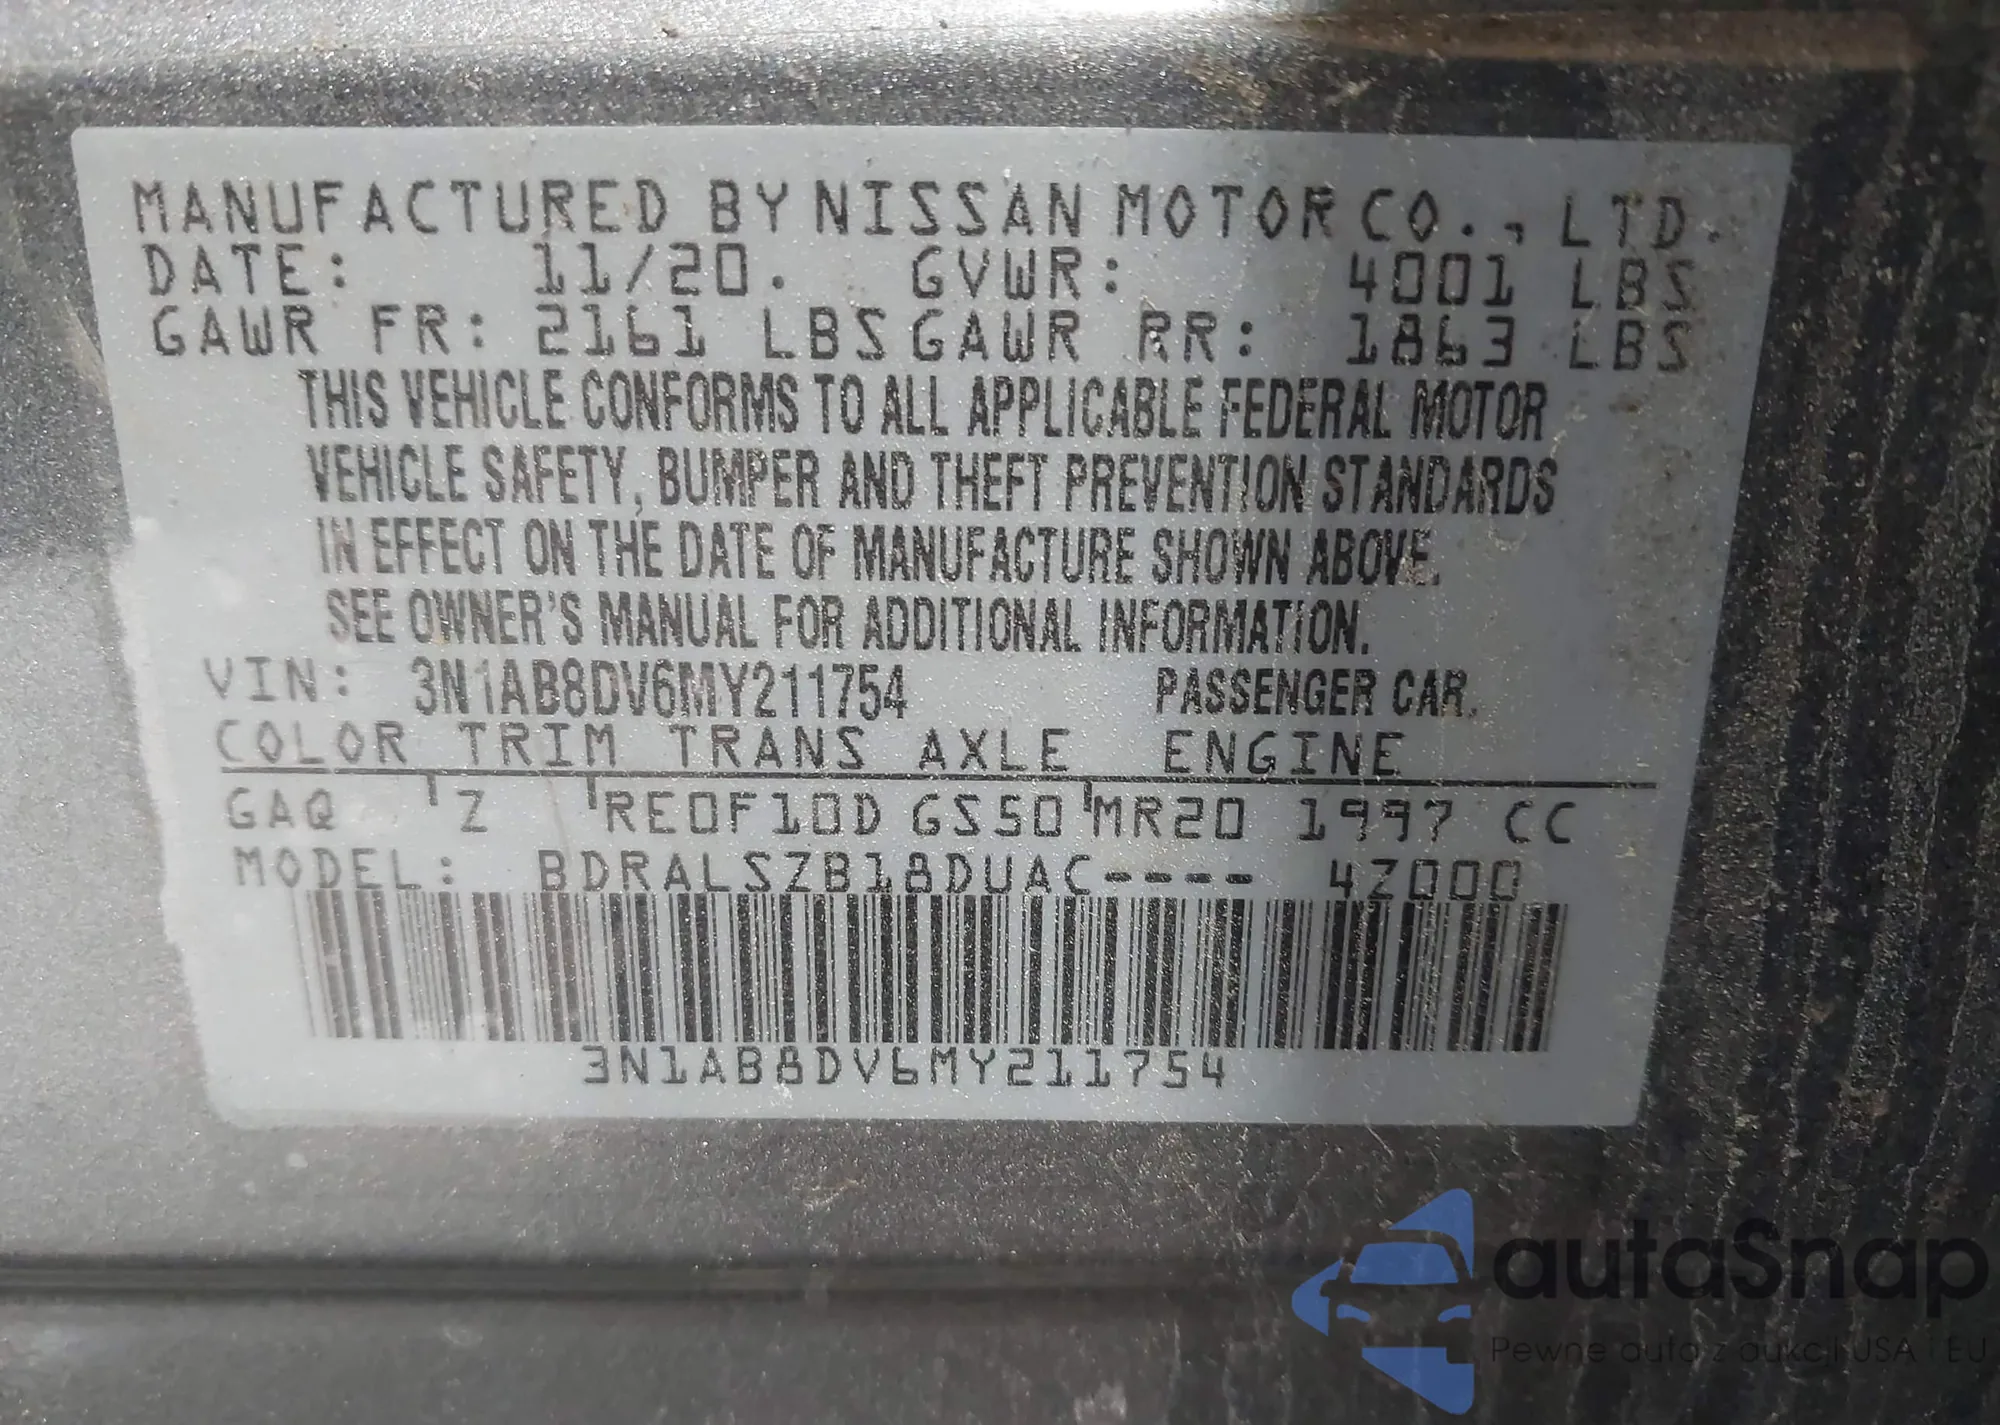 MANUFACTURED BY NISSAN MOTOR CO., LTD.
DATE: 11/20. GVWR: 4001 LBS
GAWR FR: 2161 LBS GAWR RR: 1863 LBS
THIS VEHICLE CONFORMS TO ALL APPLICABLE FEDERAL MOTOR
VEHICLE SAFETY, BUMPER AND THEFT PREVENTION STANDARDS
IN EFFECT ON THE DATE OF MANUFACTURE SHOWN ABOVE.
SEE OWNER'S MANUAL FOR ADDITIONAL INFORMATION.
VIN: 3N1AB8DV6MY211754 PASSENGER CAR.
COLOR TRIM TRANS AXLE ENGINE
GAQ Z RE0F10D GS50 MR20 1997 CC
MODEL: BDRALSZB18DUAC---- 4Z000
3N1AB8DV6MY211754
autaSnap
Pewne auta z aukcji USA i EU